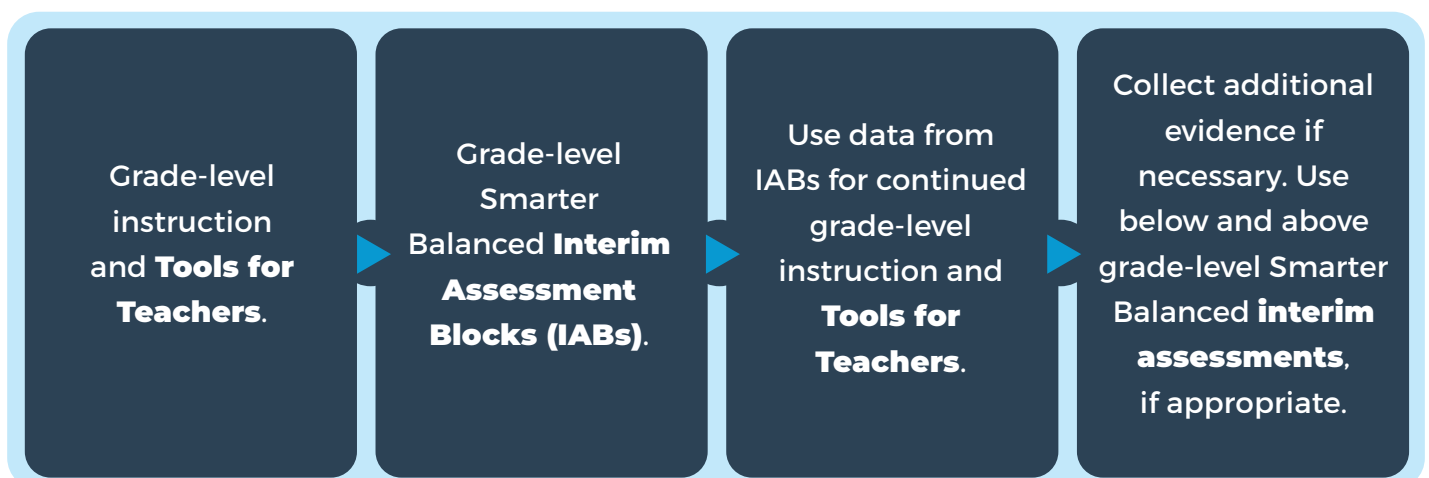 Grade-level
instruction
and Tools for
Teachers.
Grade-level
Smarter
Balanced Interim
Assessment
Blocks (IABs).
Use data from
IABs for continued
grade-level
instruction and
Tools for
Teachers.
Collect additional
evidence if
necessary. Use
below and above
grade-level Smarter
Balanced interim
assessments,
if appropriate.